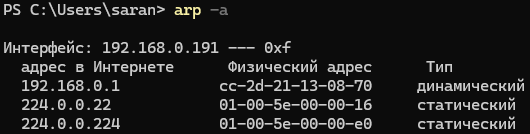 PS C:\Users\saran> arp -a
Интерфейс: 192.168.0.191 --- 0xf
адрес в Интернете Физический адрес Тип
192.168.0.1 cc-2d-21-13-08-70 динамический
224.0.0.22 01-00-5e-00-00-16 статический
224.0.0.224 01-00-5e-00-00-e0 статический